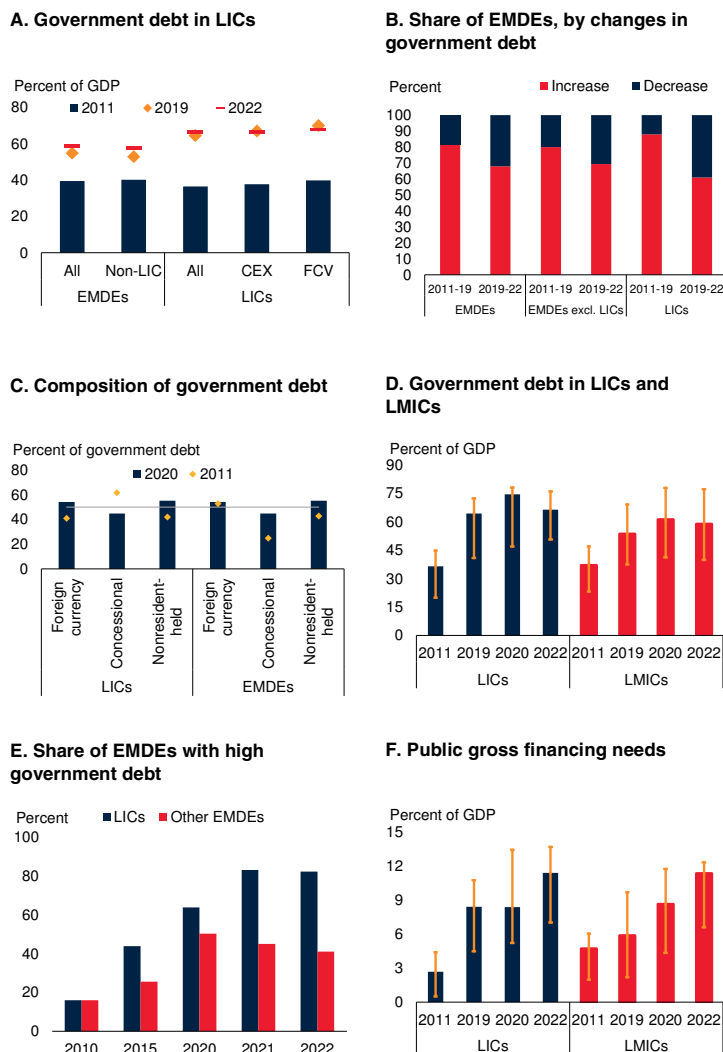 A. Government debt in LICs
Percent of GDP
80
2011
2019
2022
60
40
20
0
All
Non-LIC
All
CEX
FCV
EMDEs
LICs
B. Share of EMDEs, by changes in
government debt
Percent
Increase
Decrease
100
90
80
70
60
50
40
30
20
10
0
2011-19
2019-22
2011-19
2019-22
2011-19
2019-22
EMDEs
EMDEs excl. LICs
LICs
C. Composition of government debt
Percent of government debt
80
2020
2011
60
40
20
0
Foreign
currency
Concessional
Nonresident-
held
Foreign
currency
Concessional
Nonresident-
held
LICs
EMDEs
D. Government debt in LICs and
LMICs
Percent of GDP
90
75
60
45
30
15
0
2011 2019 2020 2022
2011 2019 2020 2022
LICs
LMICs
E. Share of EMDEs with high
government debt
Percent
LICs
Other EMDEs
100
80
60
40
20
0
2010
2015
2020
2021
2022
F. Public gross financing needs
Percent of GDP
15
12
9
6
3
0
2011 2019 2020 2022
2011 2019 2020 2022
LICs
LMICs